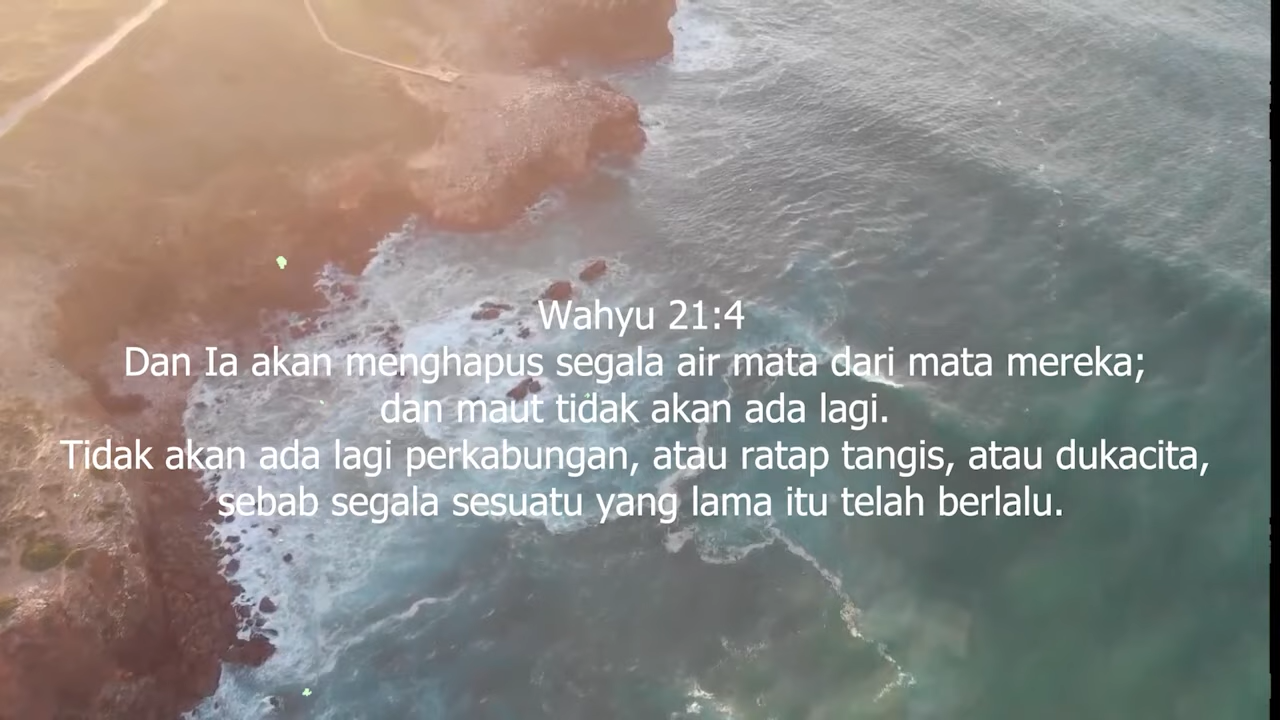 Wahyu 21:4
Dan Ia akan menghapus segala air mata dari mata mereka;
dan maut tidak akan ada lagi.
Tidak akan ada lagi perkabungan, atau ratap tangis, atau dukacita,
sebab segala sesuatu yang lama itu telah berlalu.